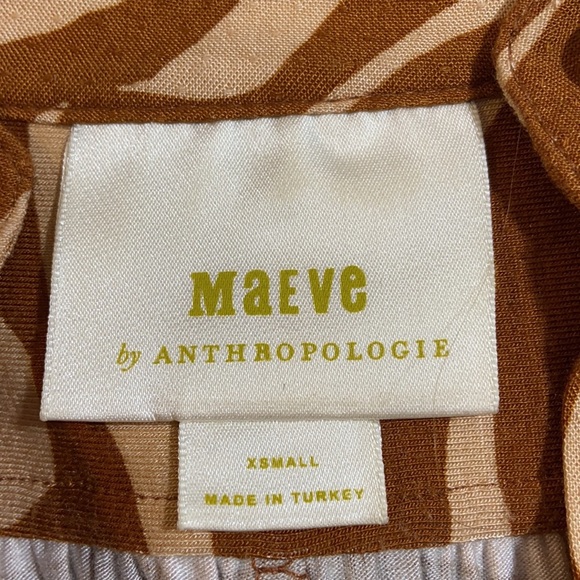 MaEVe
by ANTHROPOLOGIE
XSMALL
MADE IN TURKEY